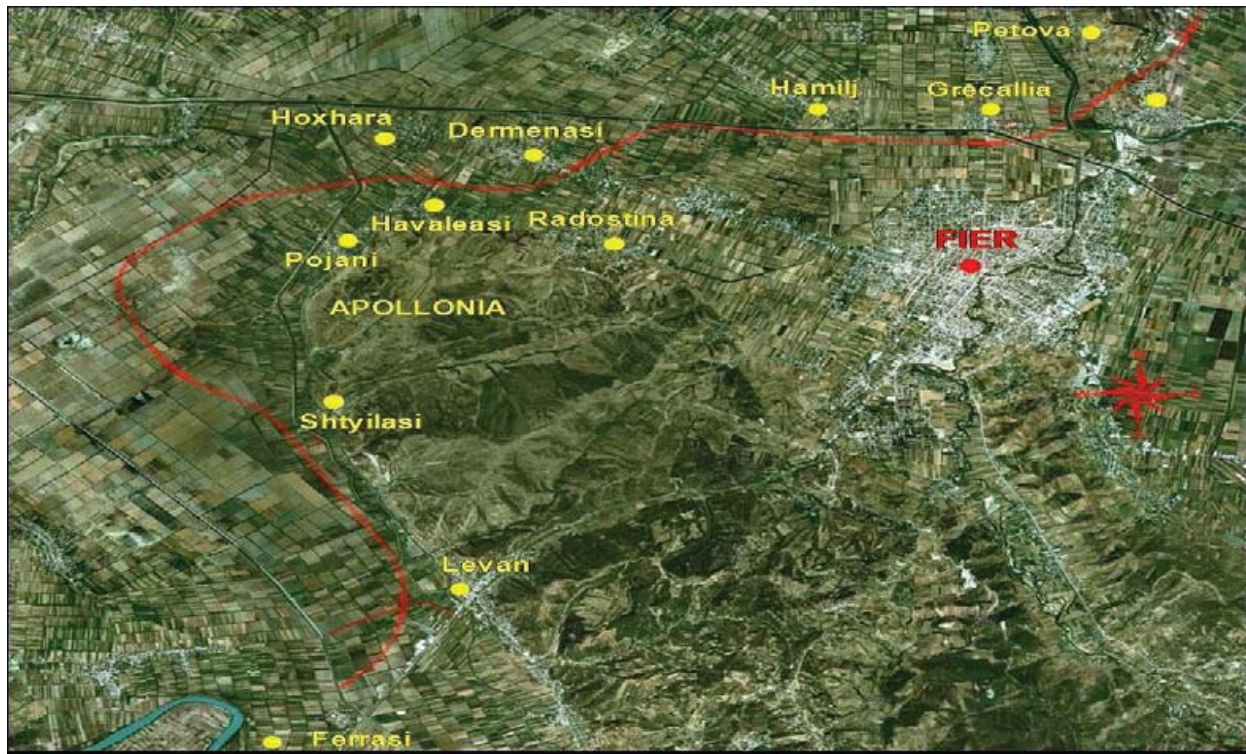 Petova
Hamilj
Grecallia
Hoxhara
Dermenasi
Havaleasi
Radostina
Pojani
FIER
APOLLONIA
Shtyilasi
Levan
Ferrasi